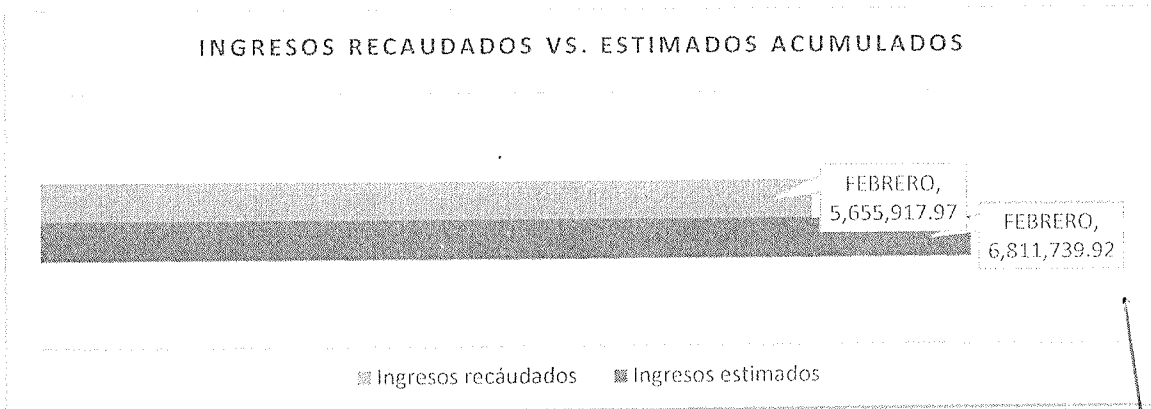 INGRESOS RECAUDADOS VS. ESTIMADOS ACUMULADOS
FEBRERO,
5,655,917.97
FEBRERO,
6,811,739.92
Ingresos recáudados
Ingresos estimados